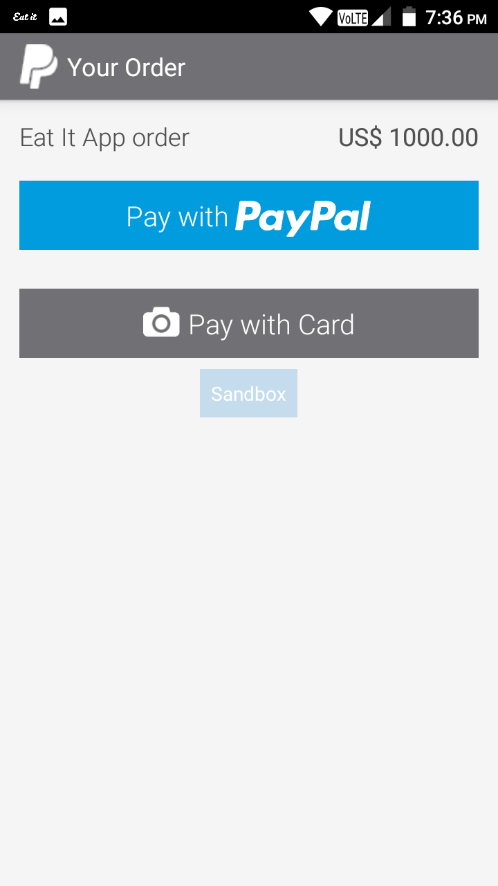 Eat it VoLTE 7:36 PM
Your Order
Eat It App order US$ 1000.00
Pay with PayPal
Pay with Card
Sandbox